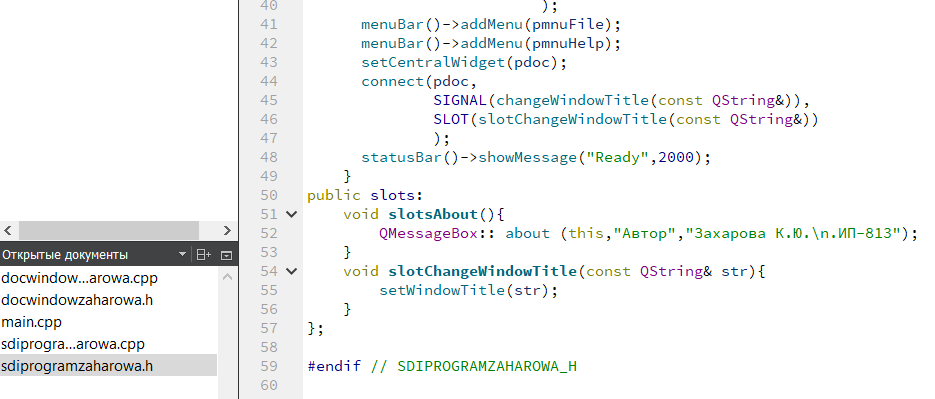 40 );
41 menuBar()->addMenu(pmnuFile);
42 menuBar()->addMenu(pmnuHelp);
43 setCentralWidget(pdoc);
44 connect(pdoc,
45 SIGNAL(changeWindowTitle(const QString&)),
46 SLOT(slotChangeWindowTitle(const QString&))
47 );
48 statusBar()->showMessage("Ready",2000);
49 }
50 public slots:
51 void slotsAbout(){
52 QMessageBox:: about (this,"Автор","Захарова К.Ю.\n.ИП-813");
53 }
54 void slotChangeWindowTitle(const QString& str){
55 setWindowTitle(str);
56 }
57 };
58
59 #endif // SDIPROGRAMZAHAROWA_H
60
Открытые документы
docwindow...arowa.cpp
docwindowzaharowa.h
main.cpp
sdiprogra...arowa.cpp
sdiprogramzaharowa.h